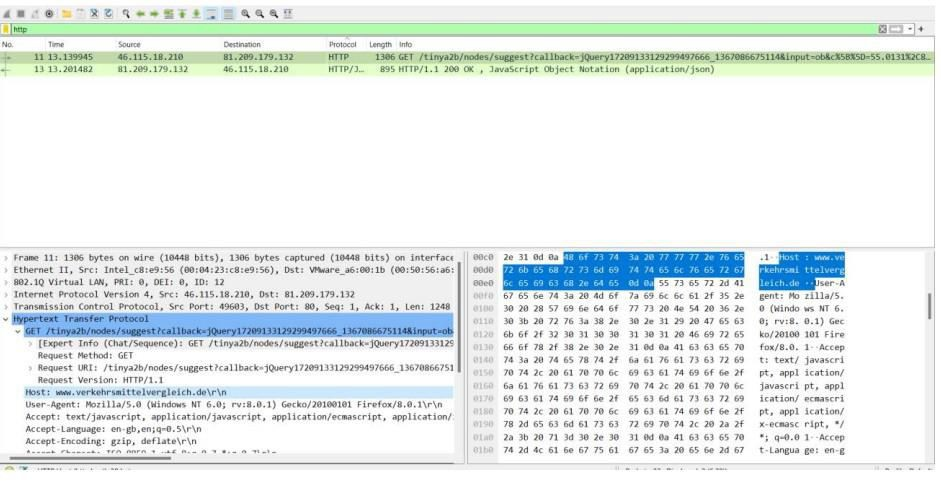 http
No. Time Source Destination Protocol Length Info
11 13.139945 46.115.18.210 81.209.179.132 HTTP 1306 GET /tinya2b/nodes/suggest?callback=jQuery17209133129299497666_1367086675114&input=ob&c%5B%5D=55.0131%2C8…
13 13.201482 81.209.179.132 46.115.18.210 HTTP/J… 895 HTTP/1.1 200 OK , JavaScript Object Notation (application/json)
Frame 11: 1306 bytes on wire (10448 bits), 1306 bytes captured (10448 bits) on interface
Ethernet II, Src: Intel_c8:e9:56 (00:04:23:c8:e9:56), Dst: VMware_a6:00:1b (00:50:56:a6:
802.1Q Virtual LAN, PRI: 0, DEI: 0, ID: 12
Internet Protocol Version 4, Src: 46.115.18.210, Dst: 81.209.179.132
Transmission Control Protocol, Src Port: 49603, Dst Port: 80, Seq: 1, Ack: 1, Len: 1248
Hypertext Transfer Protocol
GET /tinya2b/nodes/suggest?callback=jQuery17209133129299497666_1367086675114&input=ob
[Expert Info (Chat/Sequence): GET /tinya2b/nodes/suggest?callback=jQuery17209133129
Request Method: GET
Request URI: /tinya2b/nodes/suggest?callback=jQuery17209133129299497666_13670866751
Request Version: HTTP/1.1
Host: www.verkehrsmittelvergleich.de\r\n
User-Agent: Mozilla/5.0 (Windows NT 6.0; rv:8.0.1) Gecko/20100101 Firefox/8.0.1\r\n
Accept: text/javascript, application/javascript, application/ecmascript, application/
Accept-Language: en-gb,en;q=0.5\r\n
Accept-Encoding: gzip, deflate\r\n
00c0 2e 31 0d 0a 48 6f 73 74 3a 20 77 77 77 2e 76 65 .1··Host : www.ve
00d0 72 6b 65 68 72 73 6d 69 74 74 65 6c 76 65 72 67 rkehrsmi ttelverg
00e0 6c 65 69 63 68 2e 64 65 0d 0a 55 73 65 72 2d 41 leich.de ··User-A
00f0 67 65 6e 74 3a 20 4d 6f 7a 69 6c 6c 61 2f 35 2e gent: Mo zilla/5.
0100 30 20 28 57 69 6e 64 6f 77 73 20 4e 54 20 36 2e 0 (Windo ws NT 6.
0110 30 3b 20 72 76 3a 38 2e 30 2e 31 29 20 47 65 63 0; rv:8. 0.1) Gec
0120 6b 6f 2f 32 30 31 30 30 31 30 31 20 46 69 72 65 ko/20100 101 Fire
0130 66 6f 78 2f 38 2e 30 2e 31 0d 0a 41 63 63 65 70 fox/8.0. 1··Accep
0140 74 3a 20 74 65 78 74 2f 6a 61 76 61 73 63 72 69 t: text/ javascri
0150 70 74 2c 20 61 70 70 6c 69 63 61 74 69 6f 6e 2f pt, appl ication/
0160 6a 61 76 61 73 63 72 69 70 74 2c 20 61 70 70 6c javascri pt, appl
0170 69 63 61 74 69 6f 6e 2f 65 63 6d 61 73 63 72 69 ication/ ecmascri
0180 70 74 2c 20 61 70 70 6c 69 63 61 74 69 6f 6e 2f pt, appl ication/
0190 78 2d 65 63 6d 61 73 63 72 69 70 74 2c 20 2a 2f x-ecmasc ript, */
01a0 2a 3b 20 71 3d 30 2e 30 31 0d 0a 41 63 63 65 70 *; q=0.0 1··Accep
01b0 74 2d 4c 61 6e 67 75 61 67 65 3a 20 65 6e 2d 67 t-Langua ge: en-g